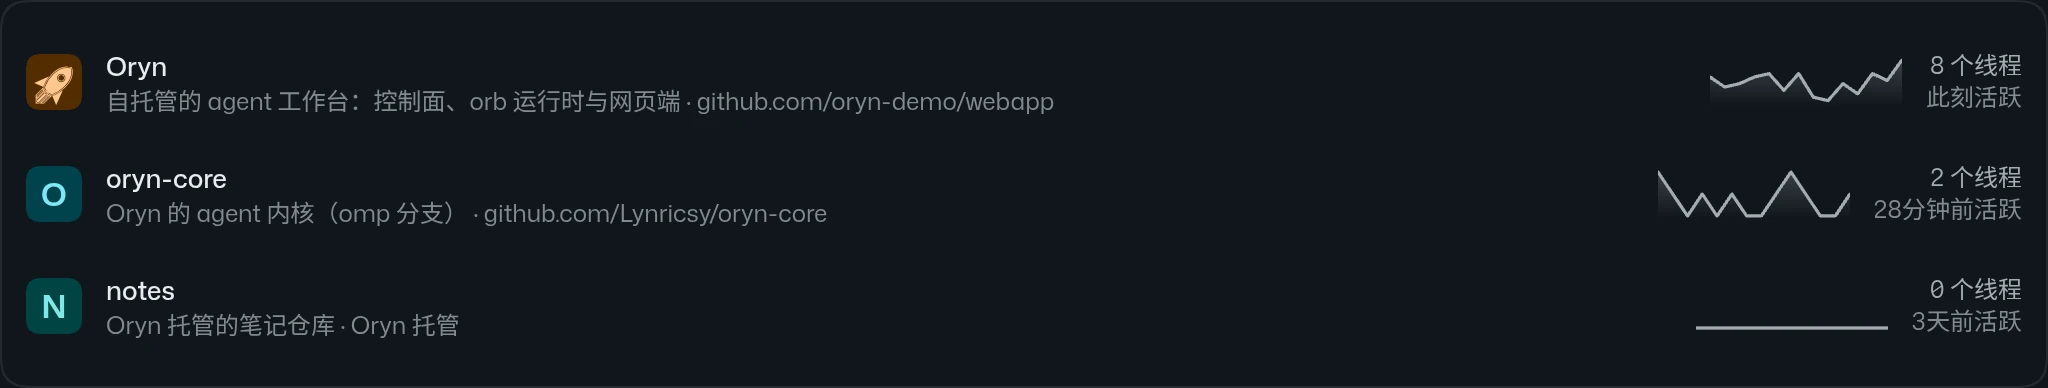 Oryn
自托管的 agent 工作台：控制面、orb 运行时与网页端 · github.com/oryn-demo/webapp
8 个线程
此刻活跃
O
oryn-core
Oryn 的 agent 内核（omp 分支） · github.com/Lynricsy/oryn-core
2 个线程
28分钟前活跃
N
notes
Oryn 托管的笔记仓库 · Oryn 托管
0 个线程
3天前活跃